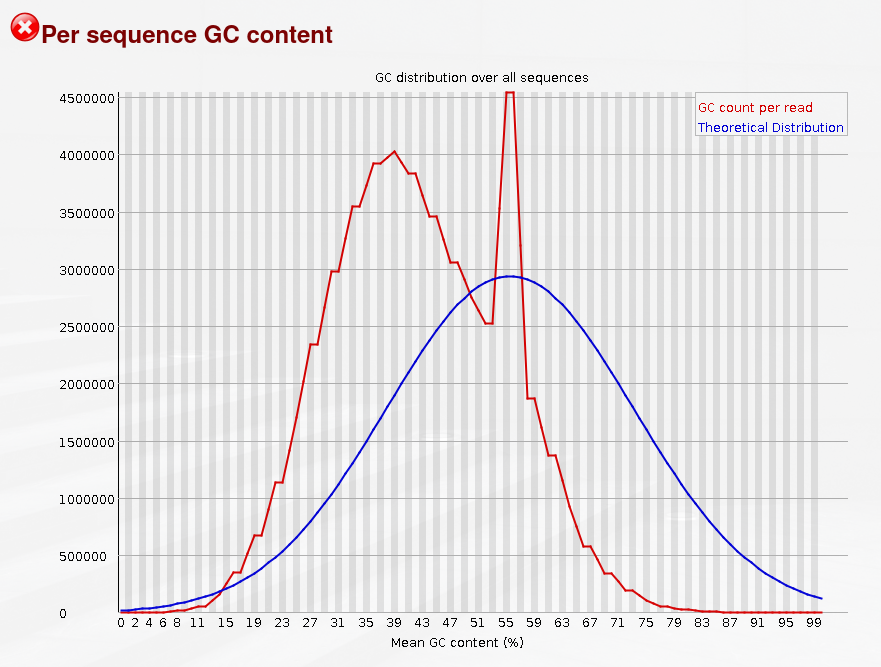 Per sequence GC content
GC distribution over all sequences
GC count per read
Theoretical Distribution
4500000
4000000
3500000
3000000
2500000
2000000
1500000
1000000
500000
0
0 2 4 6 8 11 15 19 23 27 31 35 39 43 47 51 55 59 63 67 71 75 79 83 87 91 95 99
Mean GC content (%)